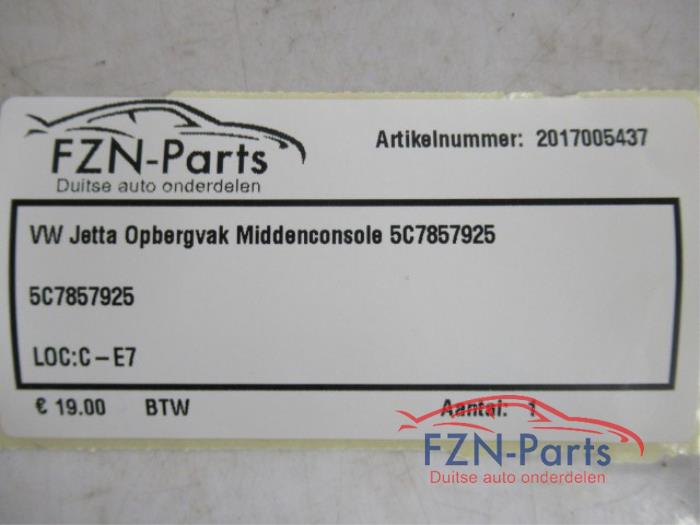 FZN-Parts
Duitse auto onderdelen
Artikelnummer: 2017005437
VW Jetta Opbergvak Middenconsole 5C7857925
5C7857925
LOC:C-E7
€ 19.00 BTW Aantal: 1
FZN-Parts
Duitse auto onderdelen